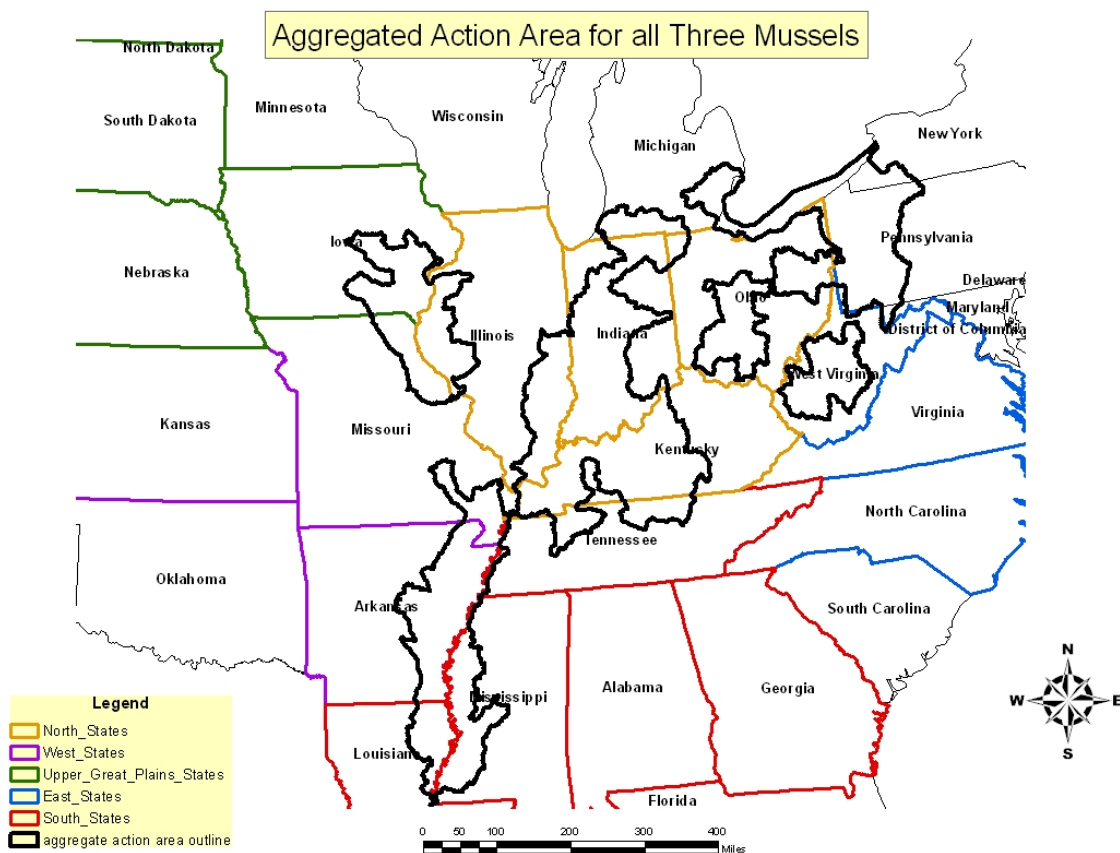 Aggregated Action Area for all Three Mussels
North Dakota
Minnesota
South Dakota
Wisconsin
Michigan
New York
Iowa
Nebraska
Pennsylvania
Delaware
Maryland
District of Columbia
Ohio
Illinois
Indiana
West Virginia
Virginia
Kansas
Missouri
Kentucky
North Carolina
Tennessee
Oklahoma
Arkansas
South Carolina
Mississippi
Alabama
Georgia
Louisiana
Florida
N
W
E
S
Legend
North_States
West_States
Upper_Great_Plains_States
East_States
South_States
aggregate action area outline
0 50 100 200 300 400
Miles